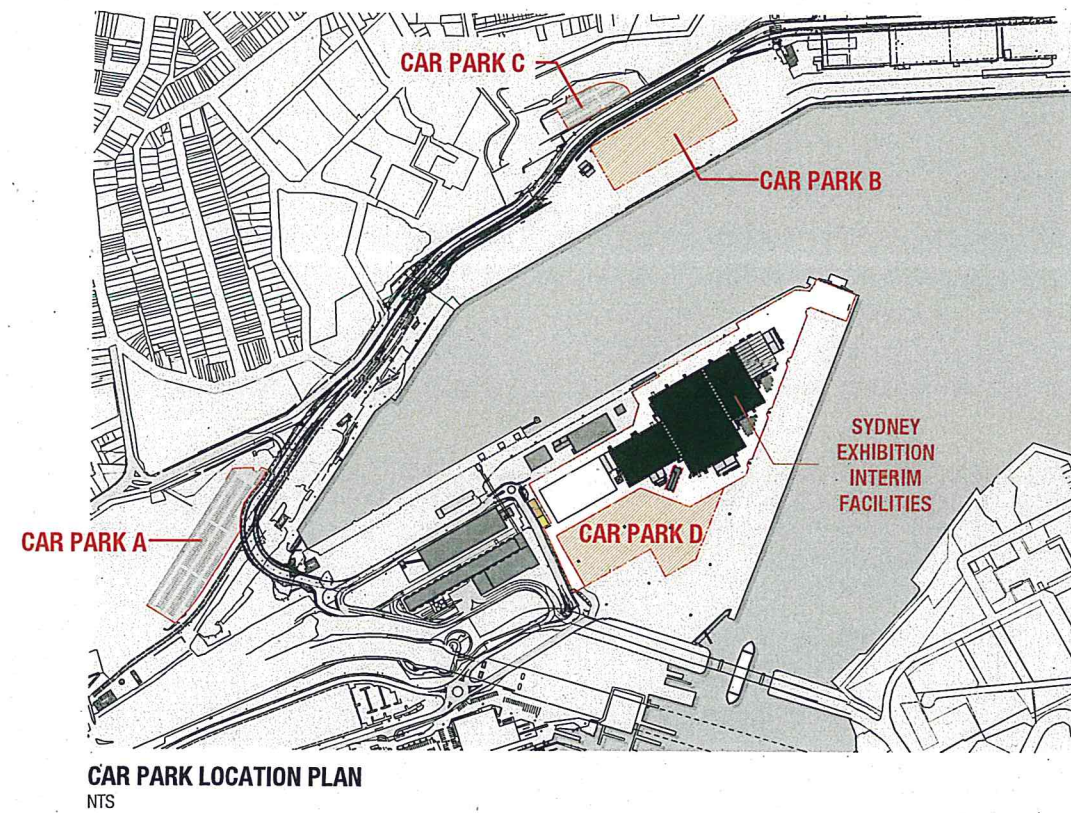 CAR PARK C
CAR PARK B
SYDNEY
EXHIBITION
INTERIM
FACILITIES
CAR PARK A
CAR PARK D
CAR PARK LOCATION PLAN
NTS